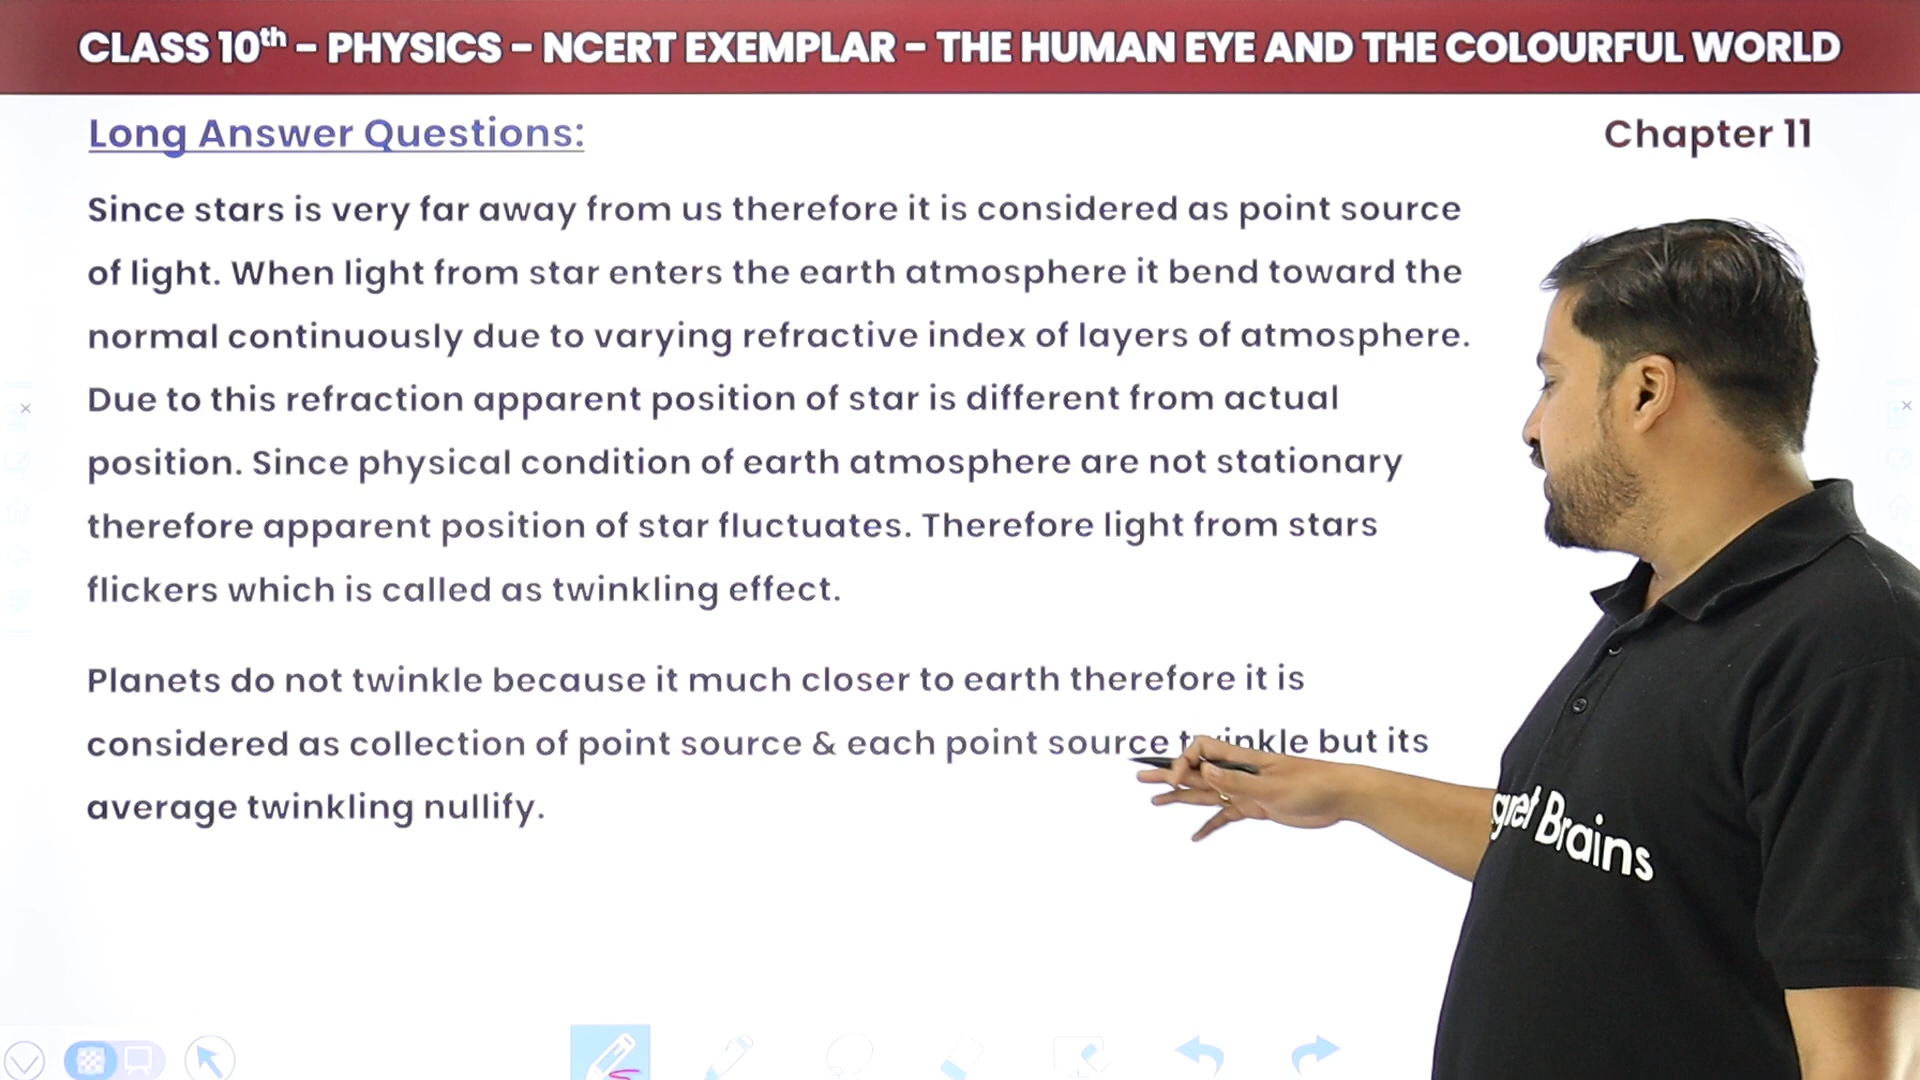 CLASS 10th – PHYSICS – NCERT EXEMPLAR – THE HUMAN EYE AND THE COLOURFUL WORLD
Long Answer Questions:
Chapter 11
Since stars is very far away from us therefore it is considered as point source
of light. When light from star enters the earth atmosphere it bend toward the
normal continuously due to varying refractive index of layers of atmosphere.
Due to this refraction apparent position of star is different from actual
position. Since physical condition of earth atmosphere are not stationary
therefore apparent position of star fluctuates. Therefore light from stars
flickers which is called as twinkling effect.
Planets do not twinkle because it much closer to earth therefore it is
considered as collection of point source & each point source twinkle but its
average twinkling nullify.
Brains